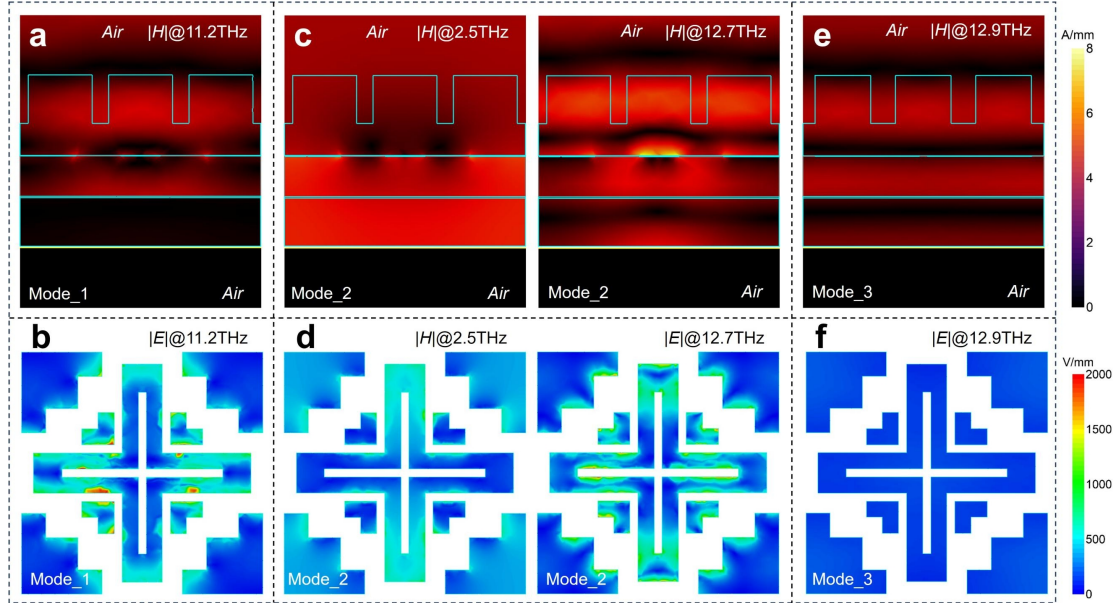 a Air |H|@11.2THz
c Air |H|@2.5THz
Air |H|@12.7THz
e Air |H|@12.9THz
A/mm
8
6
4
2
0
Mode_1 Air
Mode_2 Air
Mode_2 Air
Mode_3 Air
b |E|@11.2THz
d |H|@2.5THz
|E|@12.7THz
f |E|@12.9THz
V/mm
2000
1500
1000
500
0
Mode_1
Mode_2
Mode_2
Mode_3